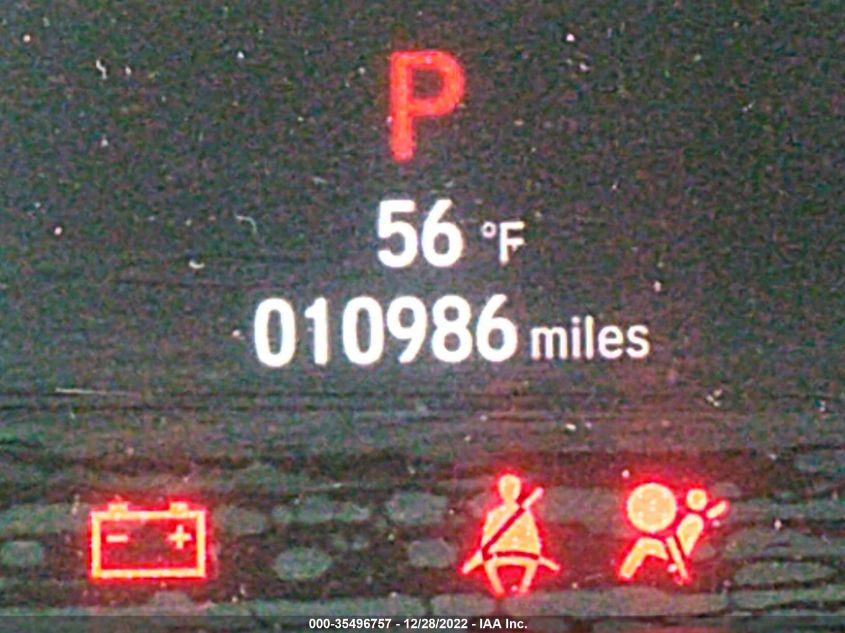 P
56 °F
010986 miles
000-35496757 - 12/28/2022 - IAA Inc.